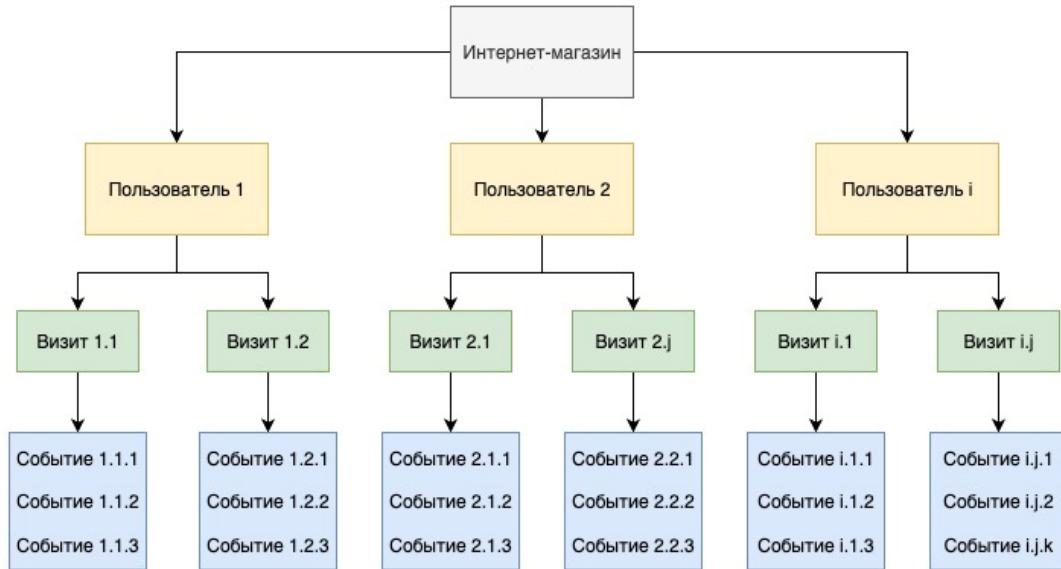 Интернет-магазин
Пользователь 1
Пользователь 2
Пользователь i
Визит 1.1
Визит 1.2
Визит 2.1
Визит 2.j
Визит i.1
Визит i.j
Событие 1.1.1
Событие 1.1.2
Событие 1.1.3
Событие 1.2.1
Событие 1.2.2
Событие 1.2.3
Событие 2.1.1
Событие 2.1.2
Событие 2.1.3
Событие 2.2.1
Событие 2.2.2
Событие 2.2.3
Событие i.1.1
Событие i.1.2
Событие i.1.3
Событие i.j.1
Событие i.j.2
Событие i.j.k